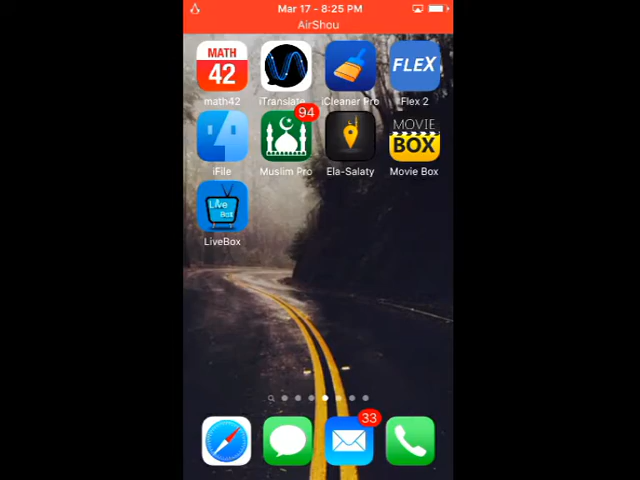 Mar 17 - 8:25 PM
AirShou
MATH
42
FLEX
math42
iTranslate
iCleaner Pro
Flex 2
94
MOVIE
BOX
iFile
Muslim Pro
Ela-Salaty
Movie Box
Live
Box
LiveBox
33